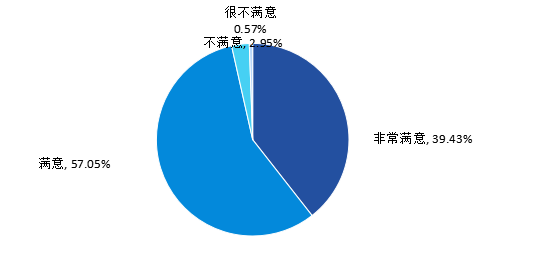 很不满意
0.57%
不满意, 2.95%
非常满意, 39.43%
满意, 57.05%